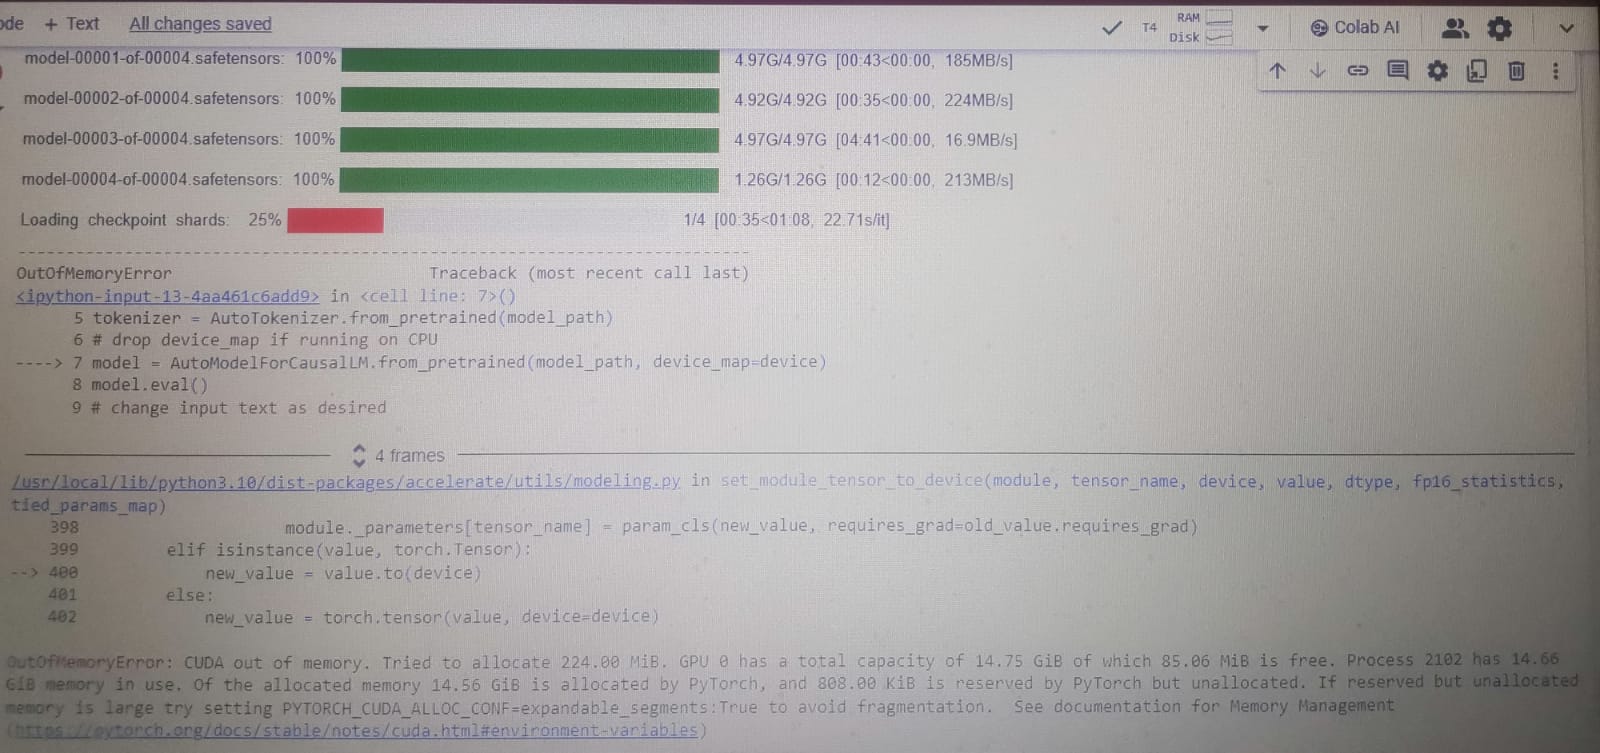 ode + Text All changes saved T4 RAM Disk Colab AI
model-00001-of-00004.safetensors: 100% 4.97G/4.97G [00:43<00:00, 185MB/s]
model-00002-of-00004.safetensors: 100% 4.92G/4.92G [00:35<00:00, 224MB/s]
model-00003-of-00004.safetensors: 100% 4.97G/4.97G [04:41<00:00, 16.9MB/s]
model-00004-of-00004.safetensors: 100% 1.26G/1.26G [00:12<00:00, 213MB/s]
Loading checkpoint shards: 25% 1/4 [00:35<01:08, 22.71s/it]
---------------------------------------------------------------------------
OutOfMemoryError Traceback (most recent call last)
<ipython-input-13-4aa461c6add9> in <cell line: 7>()
5 tokenizer = AutoTokenizer.from_pretrained(model_path)
6 # drop device_map if running on CPU
----> 7 model = AutoModelForCausalLM.from_pretrained(model_path, device_map=device)
8 model.eval()
9 # change input text as desired
4 frames
/usr/local/lib/python3.10/dist-packages/accelerate/utils/modeling.py in set_module_tensor_to_device(module, tensor_name, device, value, dtype, fp16_statistics,
tied_params_map)
398 module._parameters[tensor_name] = param_cls(new_value, requires_grad=old_value.requires_grad)
399 elif isinstance(value, torch.Tensor):
--> 400 new_value = value.to(device)
401 else:
402 new_value = torch.tensor(value, device=device)
OutOfMemoryError: CUDA out of memory. Tried to allocate 224.00 MiB. GPU 0 has a total capacity of 14.75 GiB of which 85.06 MiB is free. Process 2102 has 14.66
GiB memory in use. Of the allocated memory 14.56 GiB is allocated by PyTorch, and 808.00 KiB is reserved by PyTorch but unallocated. If reserved but unallocated
memory is large try setting PYTORCH_CUDA_ALLOC_CONF=expandable_segments:True to avoid fragmentation. See documentation for Memory Management
(https://pytorch.org/docs/stable/notes/cuda.html#environment-variables)